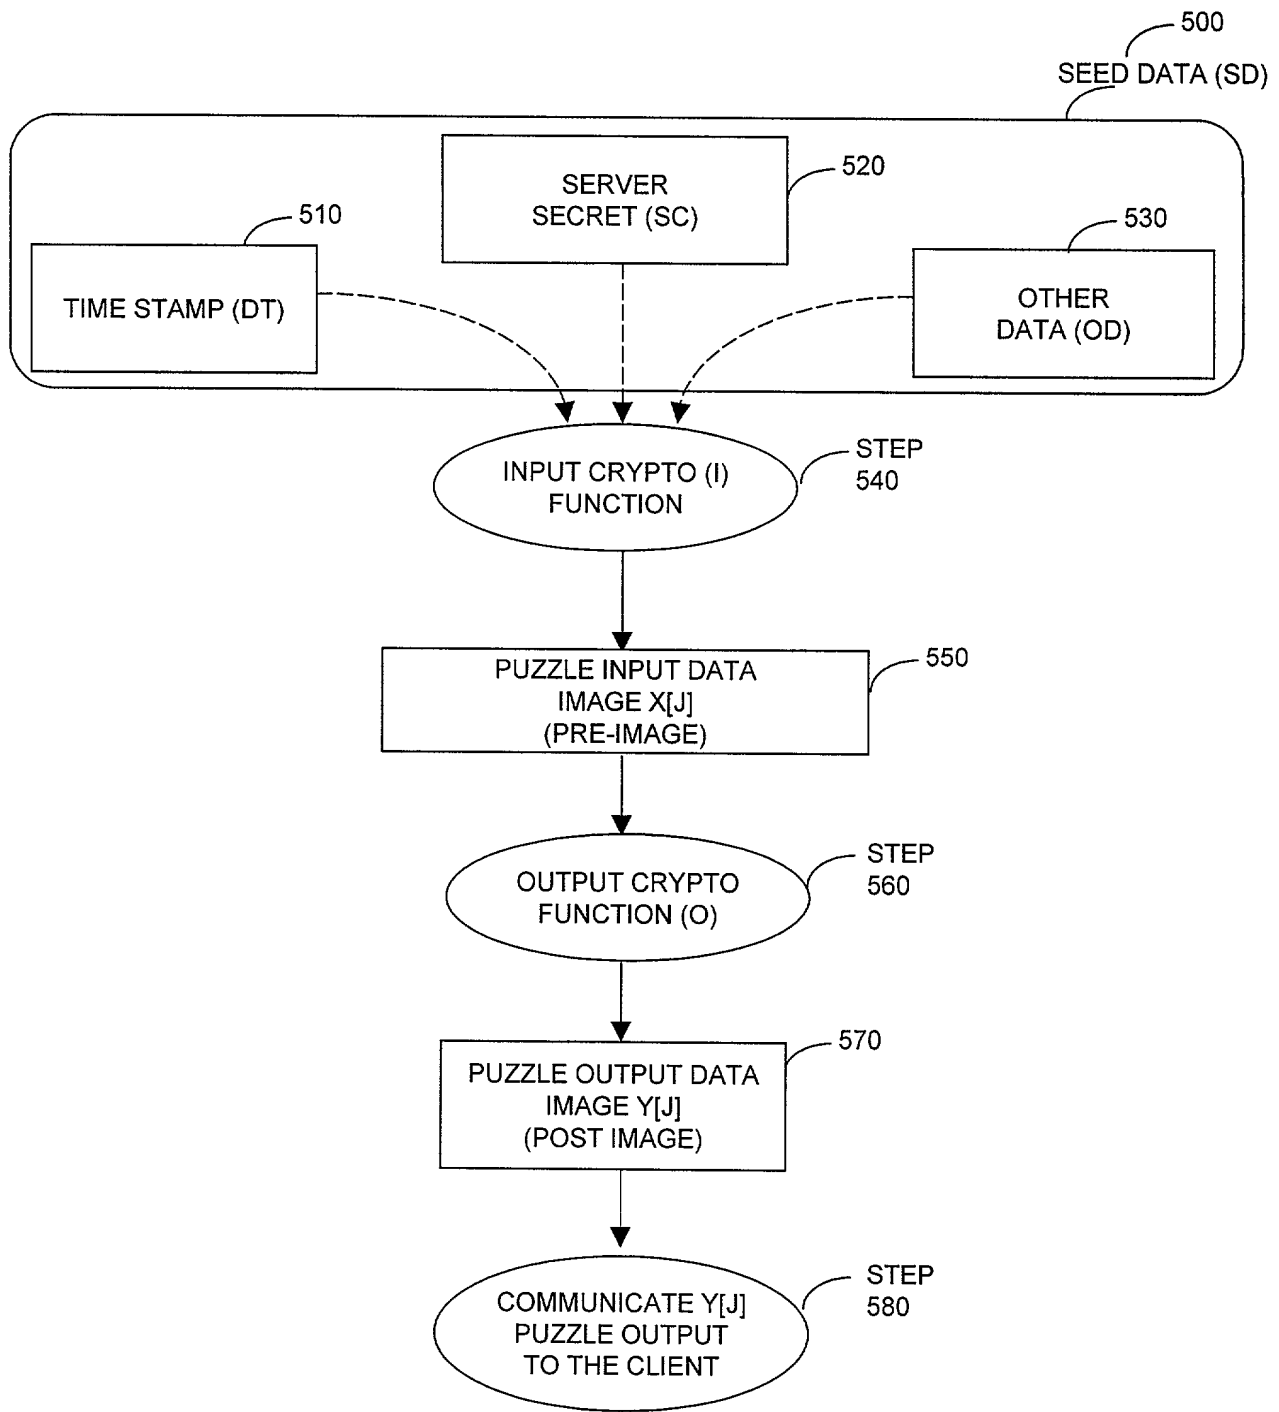 500
SEED DATA (SD)
SERVER
SECRET (SC)
520
510
TIME STAMP (DT)
530
OTHER
DATA (OD)
INPUT CRYPTO (I)
FUNCTION
STEP
540
PUZZLE INPUT DATA
IMAGE X[J]
(PRE-IMAGE)
550
OUTPUT CRYPTO
FUNCTION (O)
STEP
560
PUZZLE OUTPUT DATA
IMAGE Y[J]
(POST IMAGE)
570
COMMUNICATE Y[J]
PUZZLE OUTPUT
TO THE CLIENT
STEP
580